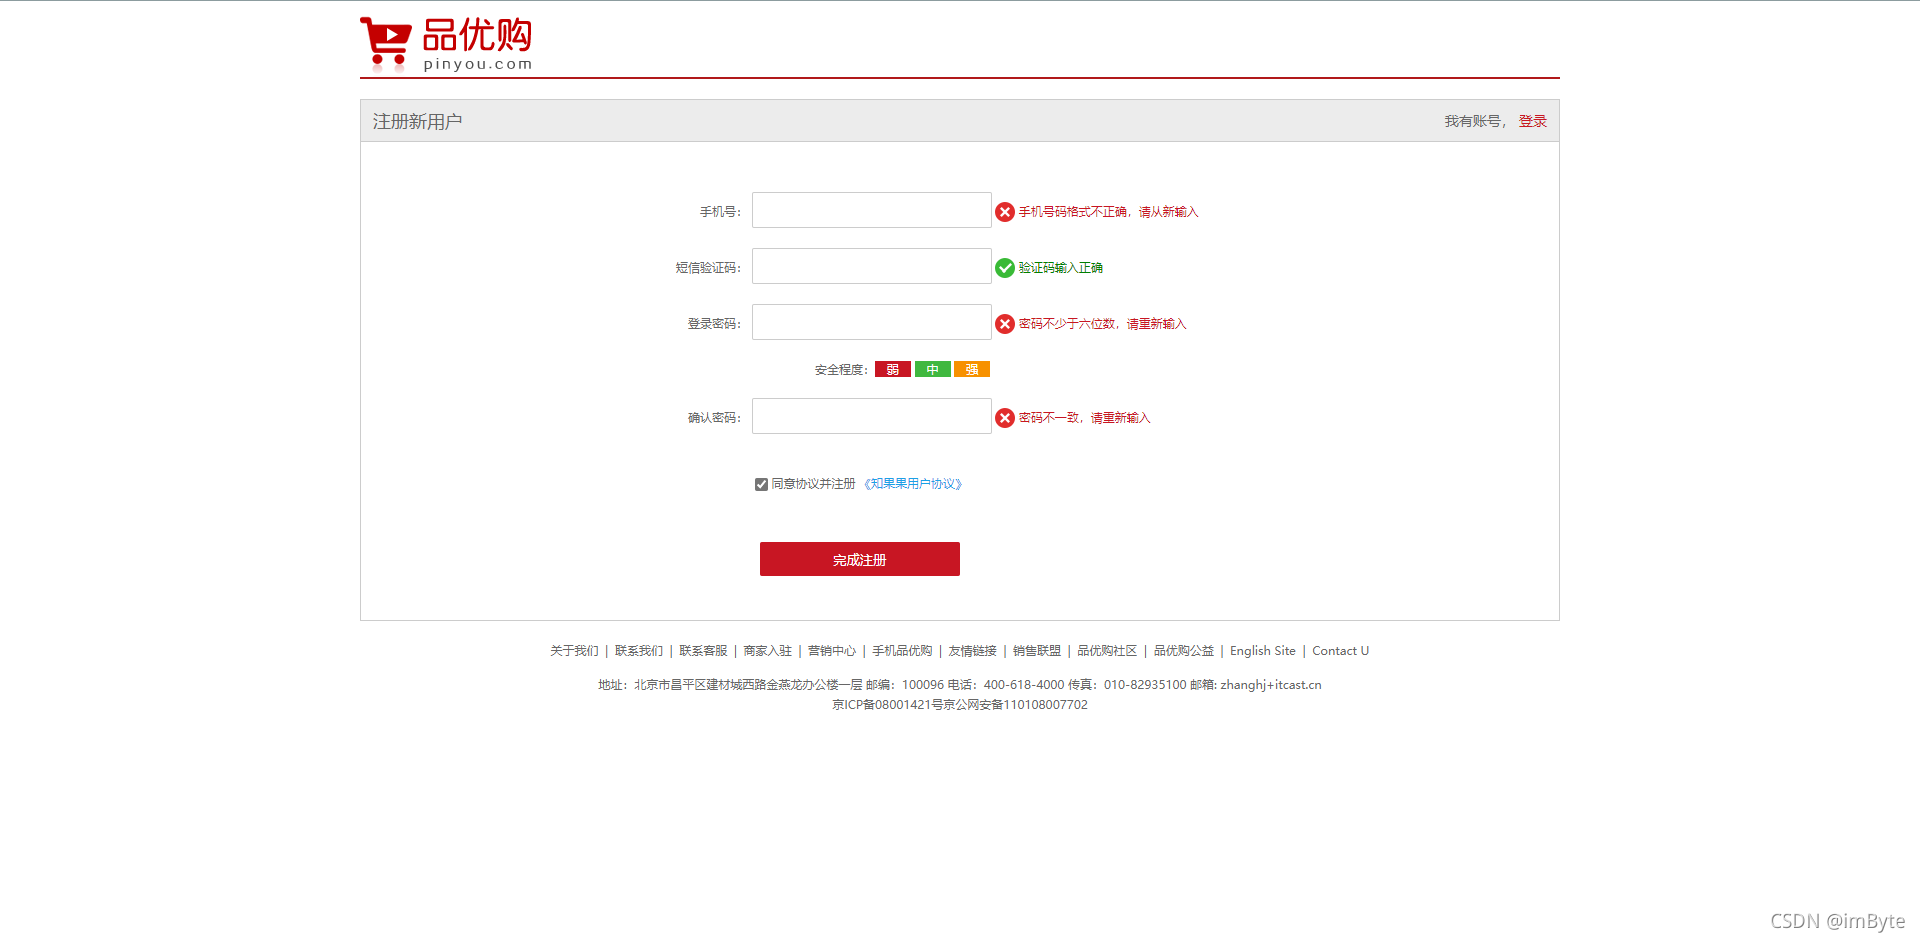 品优购
pinyou.com
注册新用户
我有账号， 登录
手机号：
手机号码格式不正确，请从新输入
短信验证码：
验证码输入正确
登录密码：
密码不少于六位数，请重新输入
安全程度： 弱 中 强
确认密码：
密码不一致，请重新输入
同意协议并注册 《知果果用户协议》
完成注册
关于我们 | 联系我们 | 联系客服 | 商家入驻 | 营销中心 | 手机品优购 | 友情链接 | 销售联盟 | 品优购社区 | 品优购公益 | English Site | Contact U
地址：北京市昌平区建材城西路金燕龙办公楼一层 邮编：100096 电话：400-618-4000 传真：010-82935100 邮箱: zhanghj+itcast.cn
京ICP备08001421号京公网安备110108007702
CSDN @imByte